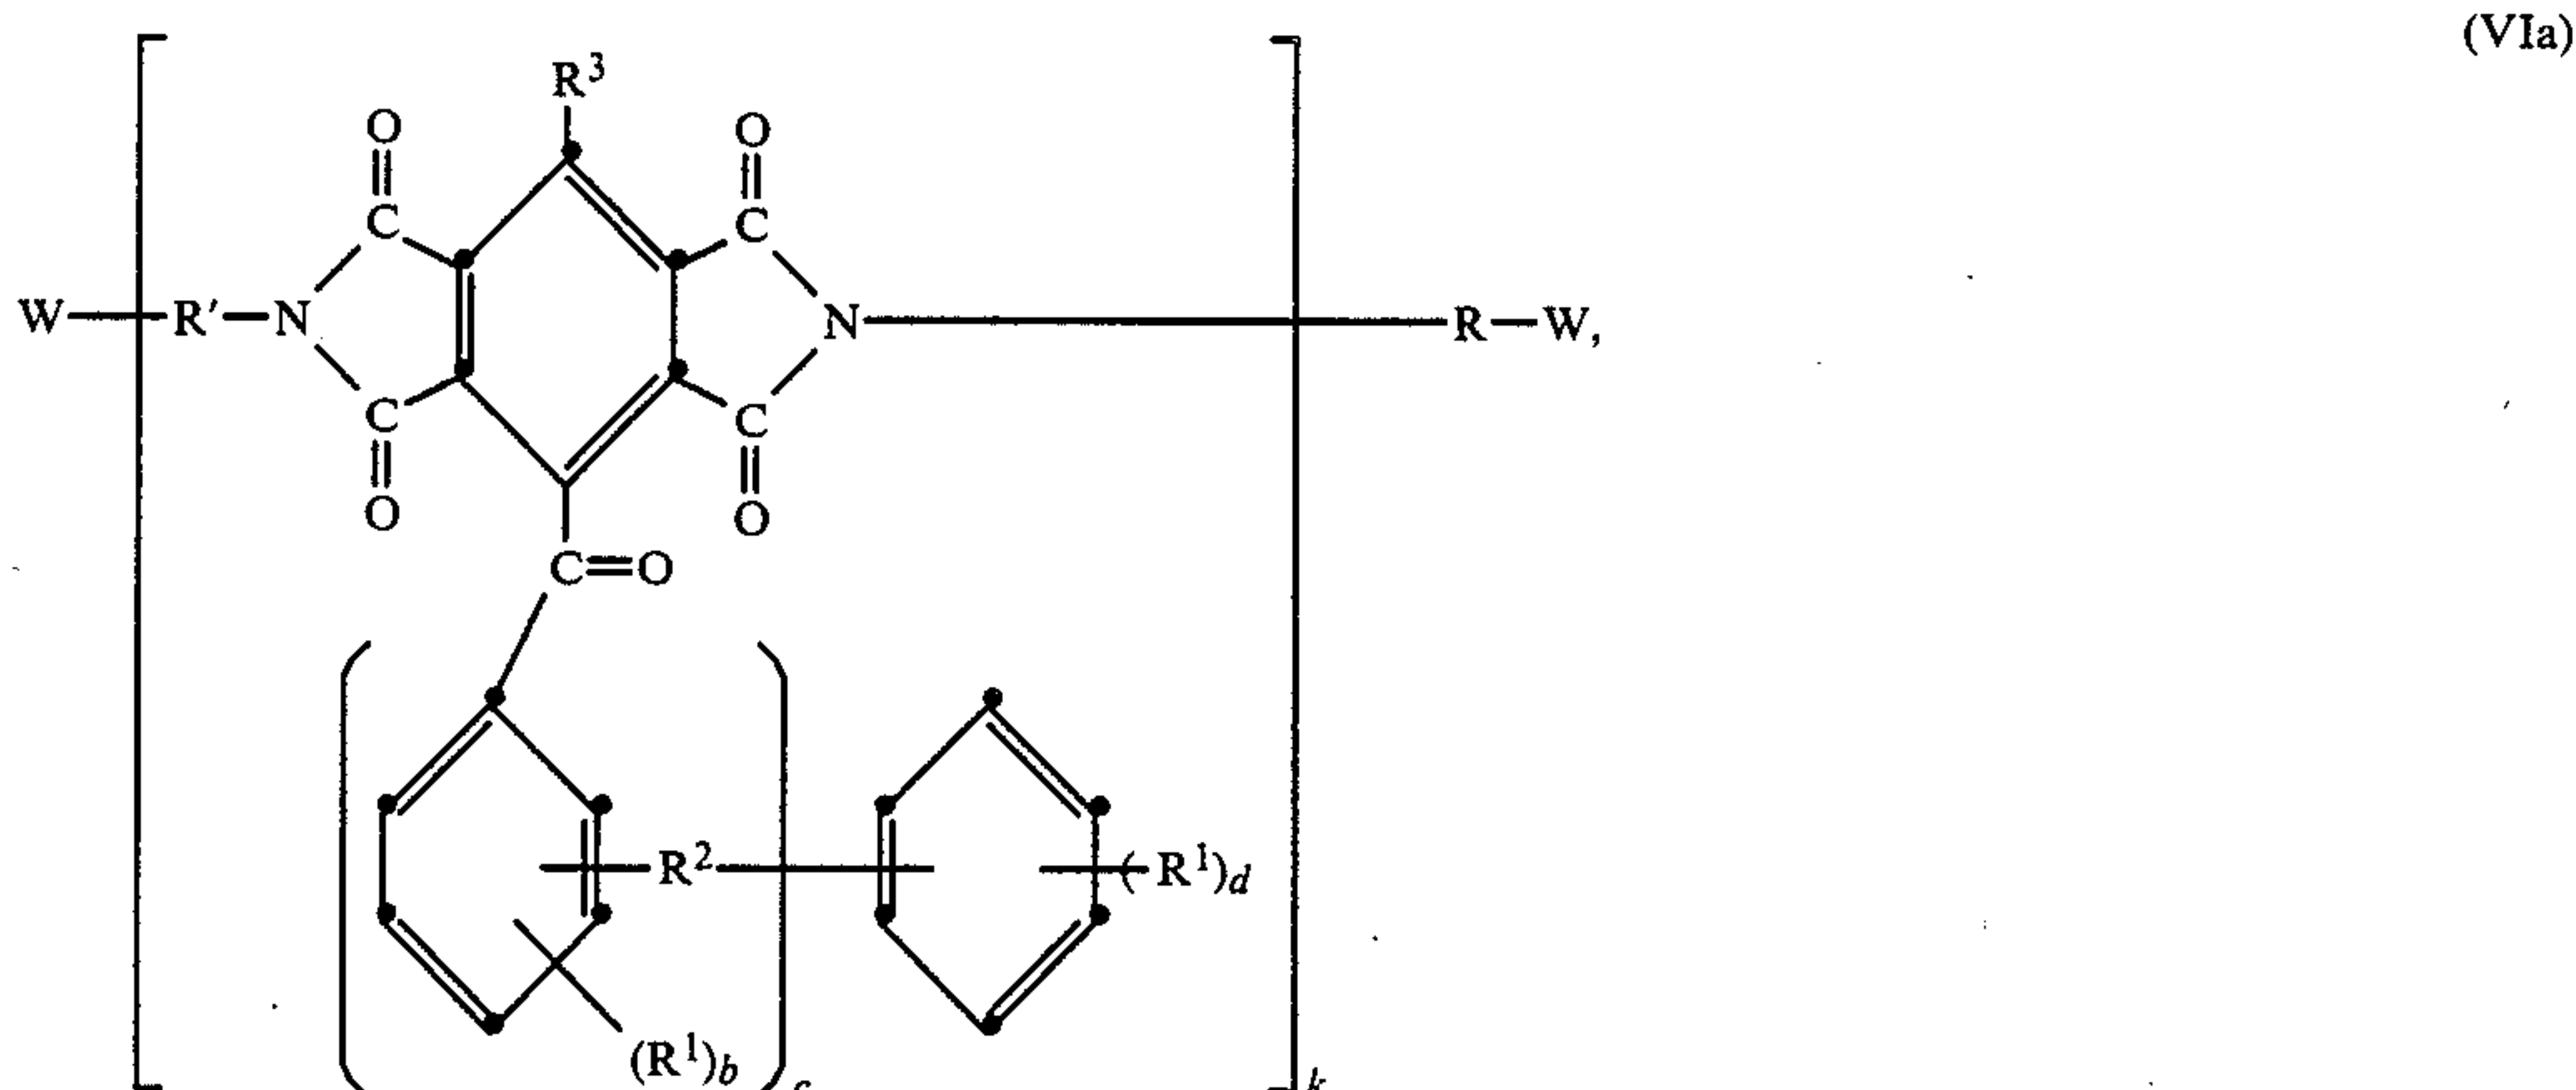 (VIa)
R³
O O
C C
W R′ N N R W,
C C
O O
C O
R² ( R¹)d
(R¹)b
c k